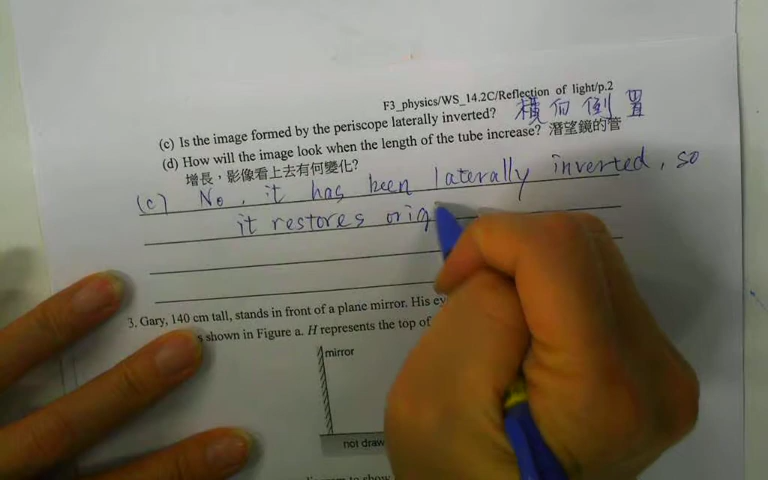 F3_physics/WS_14.2C/Reflection of light/p.2
(c) Is the image formed by the periscope laterally inverted? 橫向倒置
(d) How will the image look when the length of the tube increase? 潛望鏡的管
增長，影像看上去有何變化?
(c) No, it has been laterally inverted, so
it restores orig
3. Gary, 140 cm tall, stands in front of a plane mirror. His
s shown in Figure a. H represents the top of
mirror
not draw